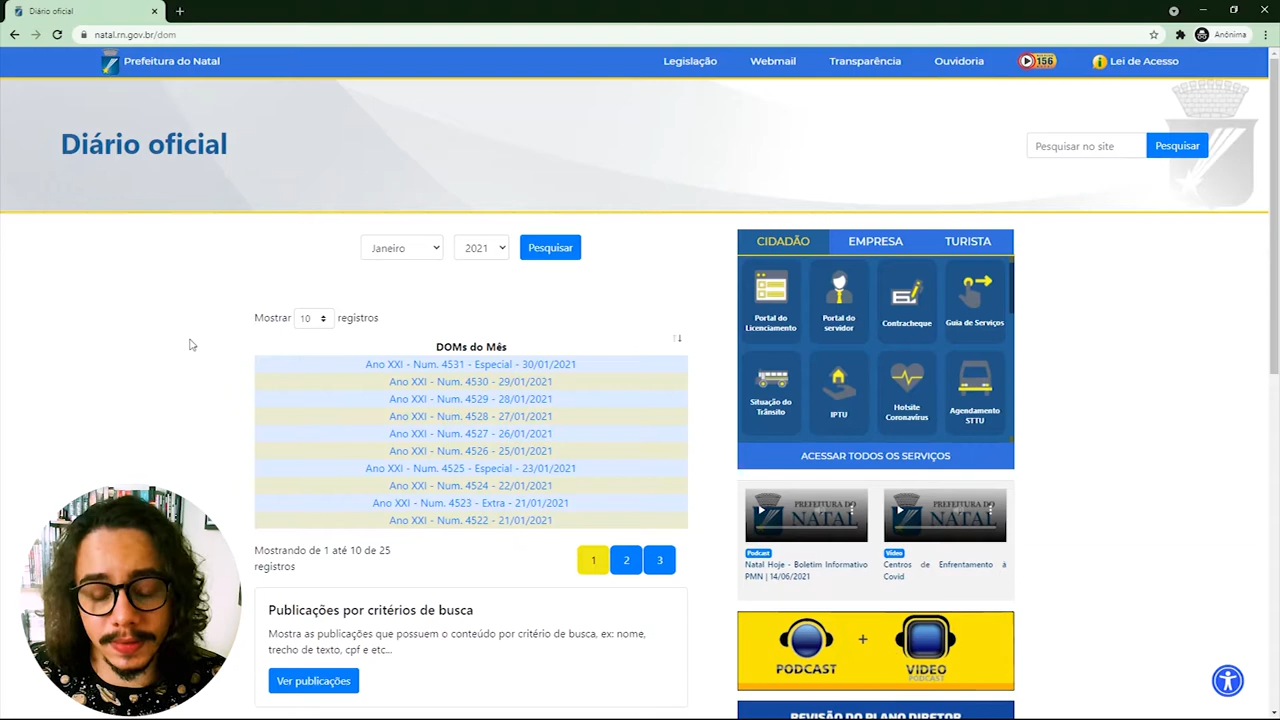 Diário oficial
natal.rn.gov.br/dom
Anônima
Prefeitura do Natal
Legislação
Webmail
Transparência
Ouvidoria
156
Lei de Acesso
Diário oficial
Pesquisar no site
Pesquisar
Janeiro
2021
Pesquisar
Mostrar 10 registros
DOMs do Mês
Ano XXI - Num. 4531 - Especial - 30/01/2021
Ano XXI - Num. 4530 - 29/01/2021
Ano XXI - Num. 4529 - 28/01/2021
Ano XXI - Num. 4528 - 27/01/2021
Ano XXI - Num. 4527 - 26/01/2021
Ano XXI - Num. 4526 - 25/01/2021
Ano XXI - Num. 4525 - Especial - 23/01/2021
Ano XXI - Num. 4524 - 22/01/2021
Ano XXI - Num. 4523 - Extra - 21/01/2021
Ano XXI - Num. 4522 - 21/01/2021
Mostrando de 1 até 10 de 25
registros
1
2
3
Publicações por critérios de busca
Mostra as publicações que possuem o conteúdo por critério de busca, ex: nome,
trecho de texto, cpf e etc...
Ver publicações
CIDADÃO
EMPRESA
TURISTA
Portal do
Licenciamento
Portal do
servidor
Contracheque
Guia de Serviços
Situação do
Trânsito
IPTU
Hotsite
Coronavírus
Agendamento
STTU
ACESSAR TODOS OS SERVIÇOS
PREFEITURA DO
NATAL
PREFEITURA DO
NATAL
Podcast
Natal Hoje - Boletim Informativo
PMN | 14/06/2021
Vídeo
Centros de Enfrentamento à
Covid
PODCAST
+
VIDEO
PODCAST
REVISÃO DO PLANO DIRETOR